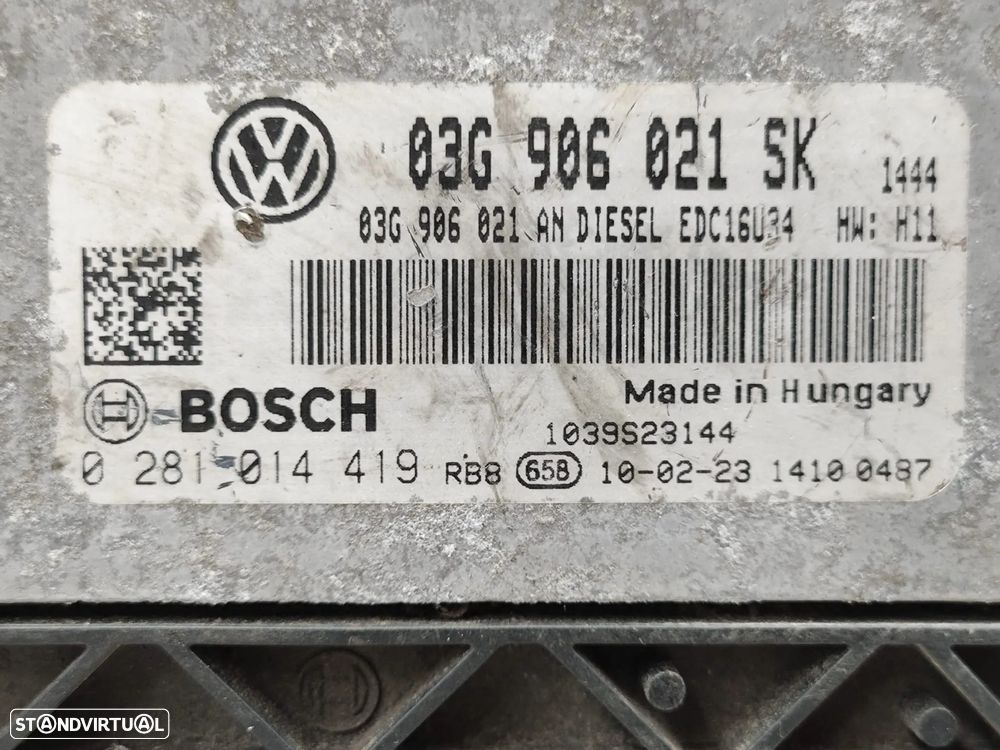 03G 906 021 SK 1444
03G 906 021 AN DIESEL EDC16U34 HW: H11
BOSCH Made in Hungary
1039S23144
0 281 014 419 RB8 658 10-02-23 1410 0487
STANDVIRTUAL